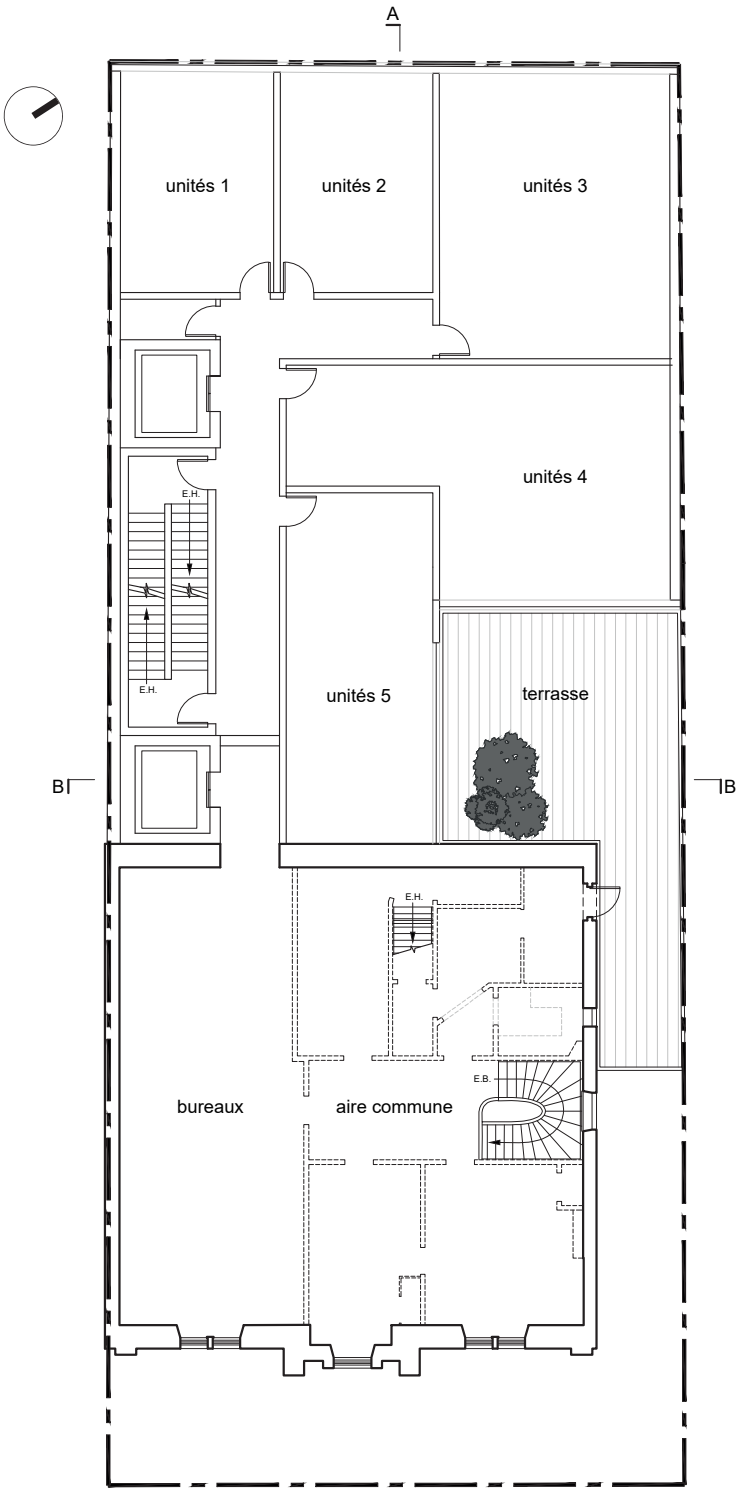 A
unités 1
unités 2
unités 3
unités 4
E.H.
E.H.
unités 5
terrasse
B
B
E.H.
E.B.
bureaux
aire commune